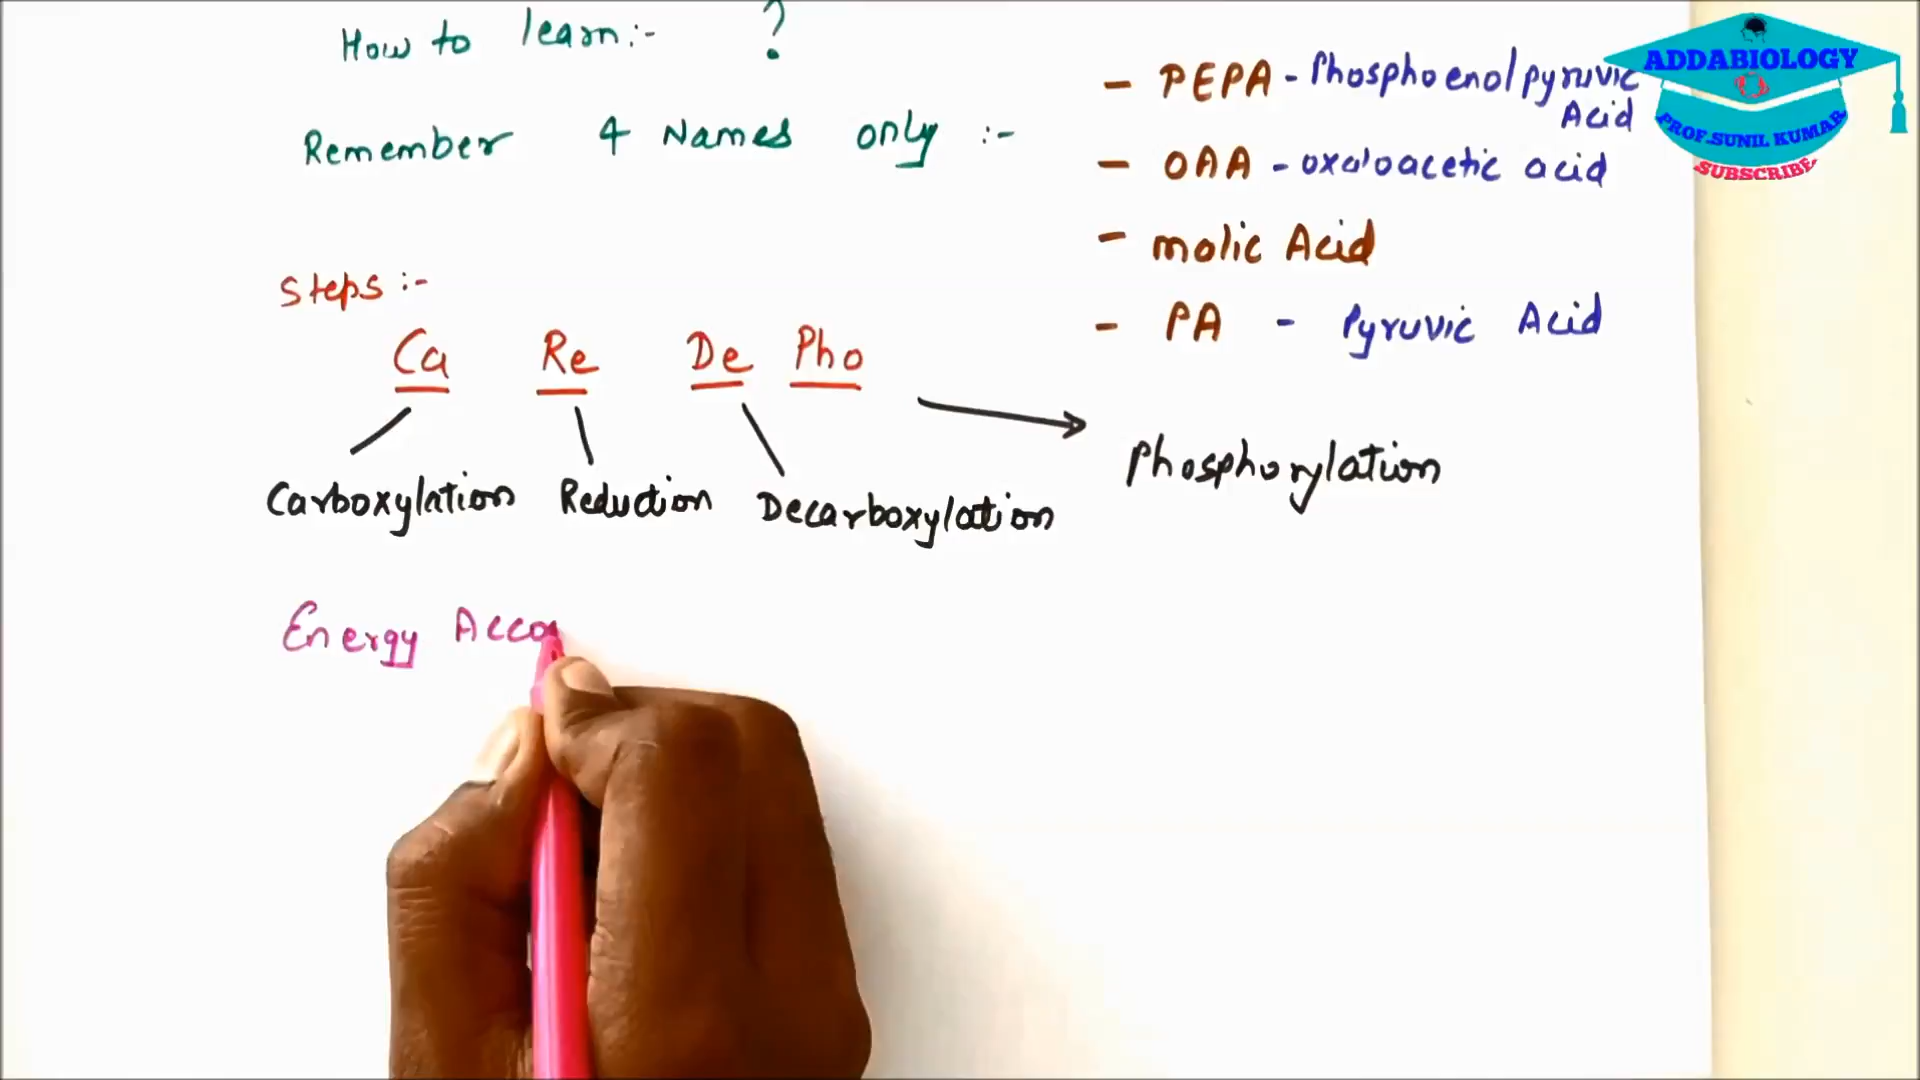 How to learn:- ?
Remember 4 Names only :-
- PEPA - Phosphoenolpyruvic Acid
- OAA - oxaloacetic acid
- malic Acid
- PA - Pyruvic Acid
Steps :-
Ca Re De Pho
Carboxylation Reduction Decarboxylation Phosphorylation
Energy Acco
ADDABIOLOGY
PROF.SUNIL KUMAR
SUBSCRIBE